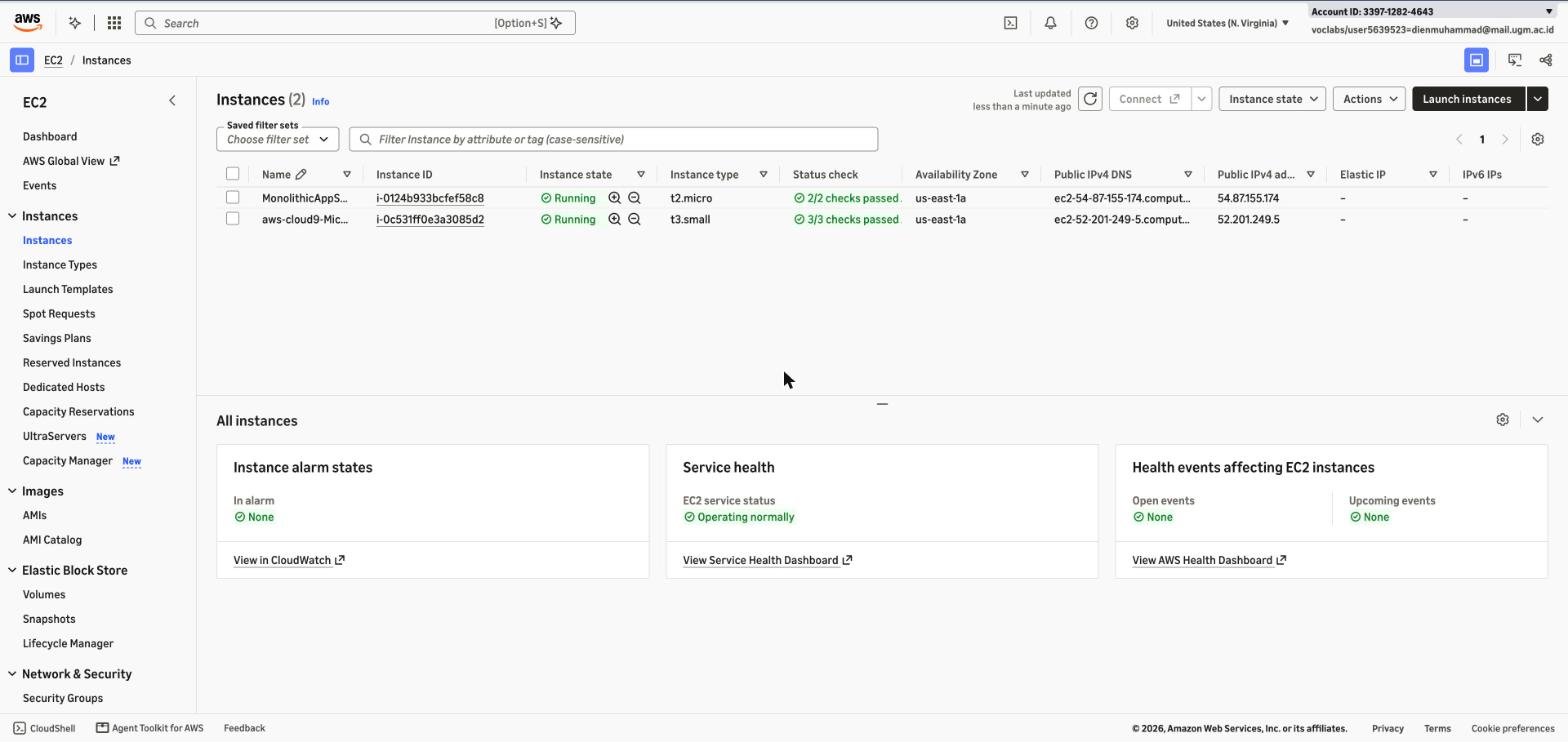 aws
Search [Option+S]
United States (N. Virginia)
Account ID: 3397-1282-4643
voclabs/user5639523=dienmuhammad@mail.ugm.ac.id
EC2 / Instances
EC2
Dashboard
AWS Global View
Events
Instances
Instances
Instance Types
Launch Templates
Spot Requests
Savings Plans
Reserved Instances
Dedicated Hosts
Capacity Reservations
UltraServers New
Capacity Manager New
Images
AMIs
AMI Catalog
Elastic Block Store
Volumes
Snapshots
Lifecycle Manager
Network & Security
Security Groups
Instances (2) Info
Last updated
less than a minute ago
Connect
Instance state
Actions
Launch instances
Saved filter sets
Choose filter set
Filter Instance by attribute or tag (case-sensitive)
1
Name Instance ID Instance state Instance type Status check Availability Zone Public IPv4 DNS Public IPv4 ad... Elastic IP IPv6 IPs
MonolithicAppS... i-0124b933bcfef58c8 Running t2.micro 2/2 checks passed us-east-1a ec2-54-87-155-174.comput... 54.87.155.174 – –
aws-cloud9-Mic... i-0c531ff0e3a3085d2 Running t3.small 3/3 checks passed us-east-1a ec2-52-201-249-5.comput... 52.201.249.5 – –
All instances
Instance alarm states
In alarm
None
View in CloudWatch
Service health
EC2 service status
Operating normally
View Service Health Dashboard
Health events affecting EC2 instances
Open events Upcoming events
None None
View AWS Health Dashboard
CloudShell Agent Toolkit for AWS Feedback
© 2026, Amazon Web Services, Inc. or its affiliates. Privacy Terms Cookie preferences